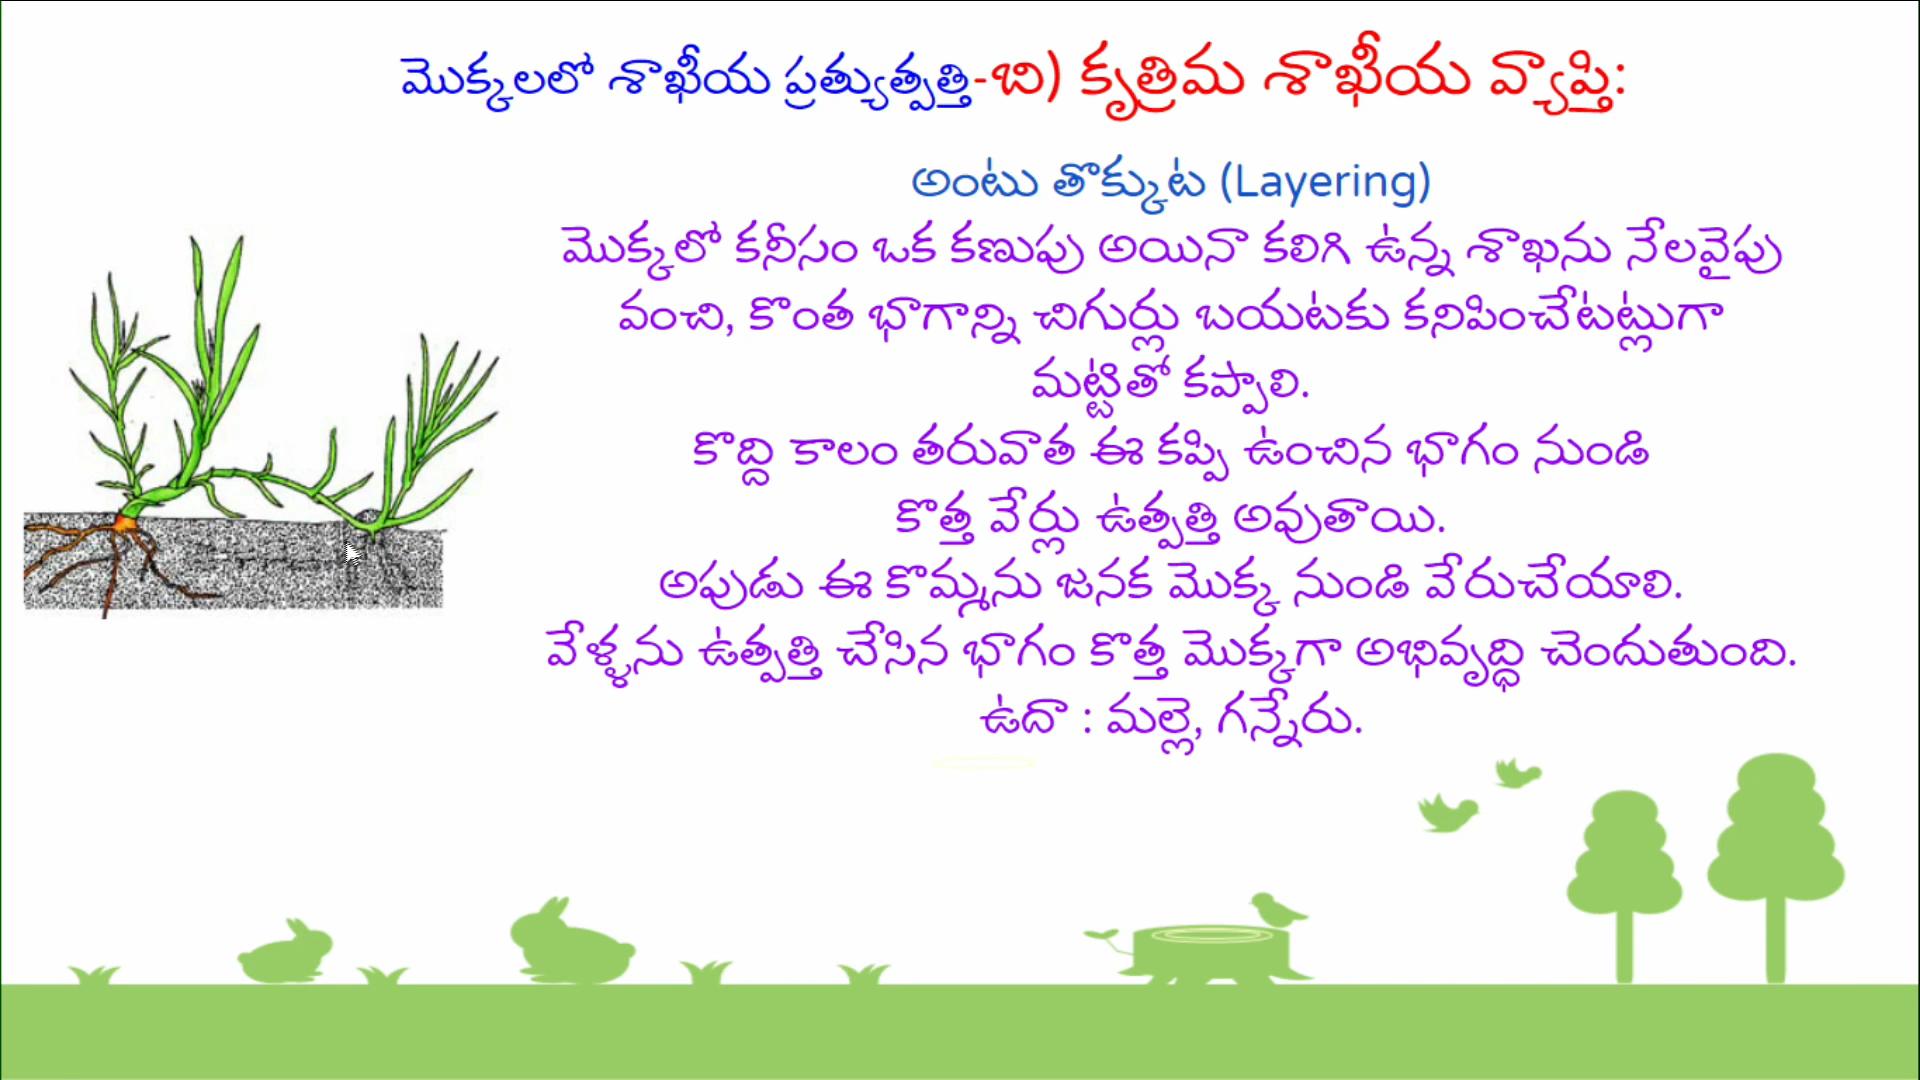 మొక్కలలో శాఖీయ ప్రత్యుత్పత్తి-బి) కృత్రిమ శాఖీయ వ్యాప్తి:
అంటు తొక్కుట (Layering)
మొక్కలో కనీసం ఒక కణుపు అయినా కలిగి ఉన్న శాఖను నేలవైపు
వంచి, కొంత భాగాన్ని చిగుర్లు బయటకు కనిపించేటట్లుగా
మట్టితో కప్పాలి.
కొద్ది కాలం తరువాత ఈ కప్పి ఉంచిన భాగం నుండి
కొత్త వేర్లు ఉత్పత్తి అవుతాయి.
అపుడు ఈ కొమ్మను జనక మొక్క నుండి వేరుచేయాలి.
వేళ్ళను ఉత్పత్తి చేసిన భాగం కొత్త మొక్కగా అభివృద్ధి చెందుతుంది.
ఉదా : మల్లె, గన్నేరు.